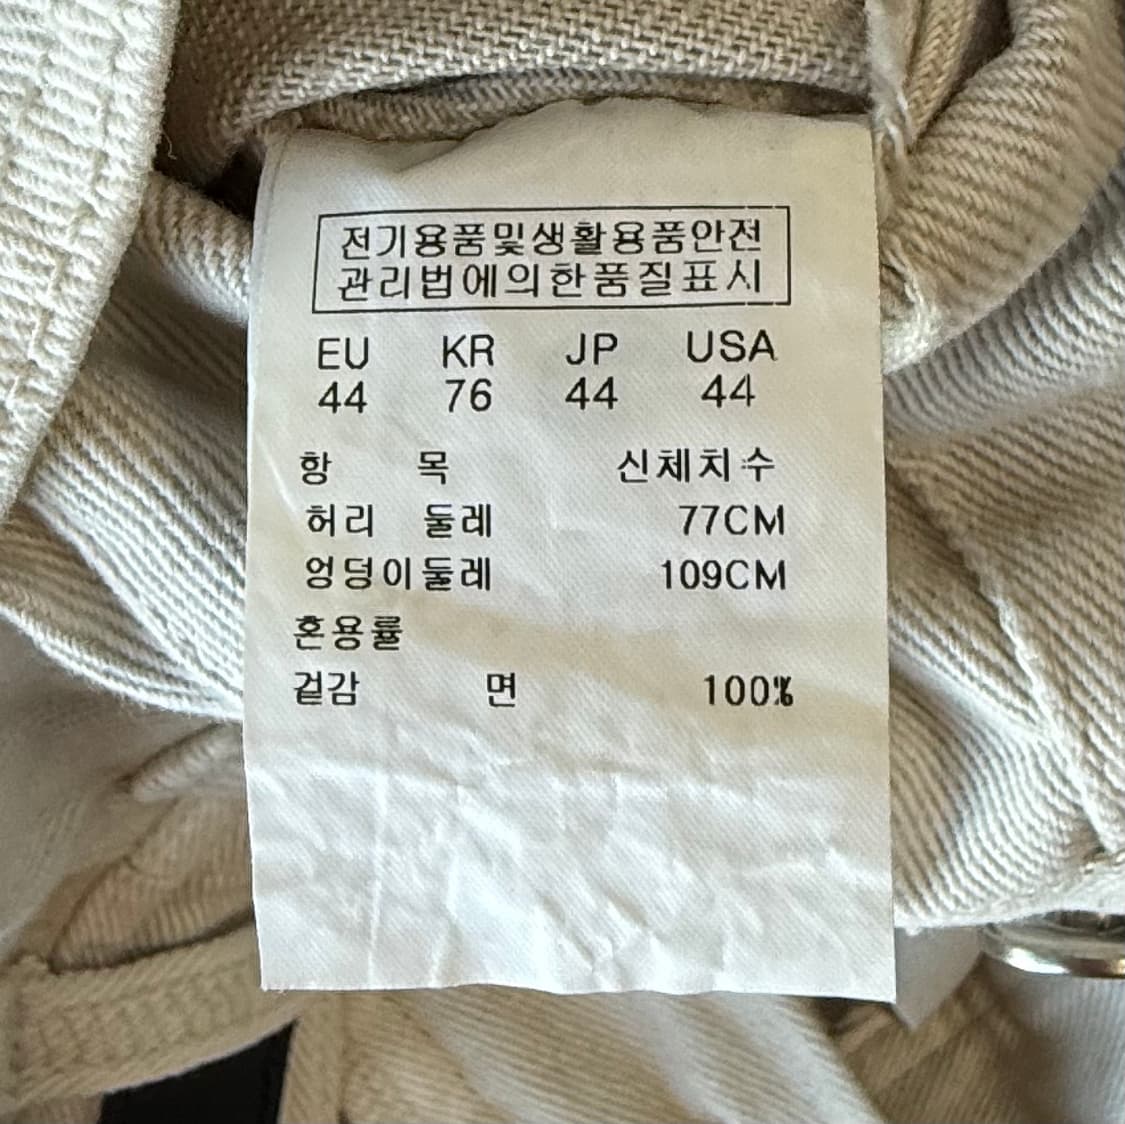 전기용품및생활용품안전
관리법에의한품질표시
EU KR JP USA
44 76 44 44
항 목 신체치수
허리 둘레 77CM
엉덩이둘레 109CM
혼용률
겉감 면 100%